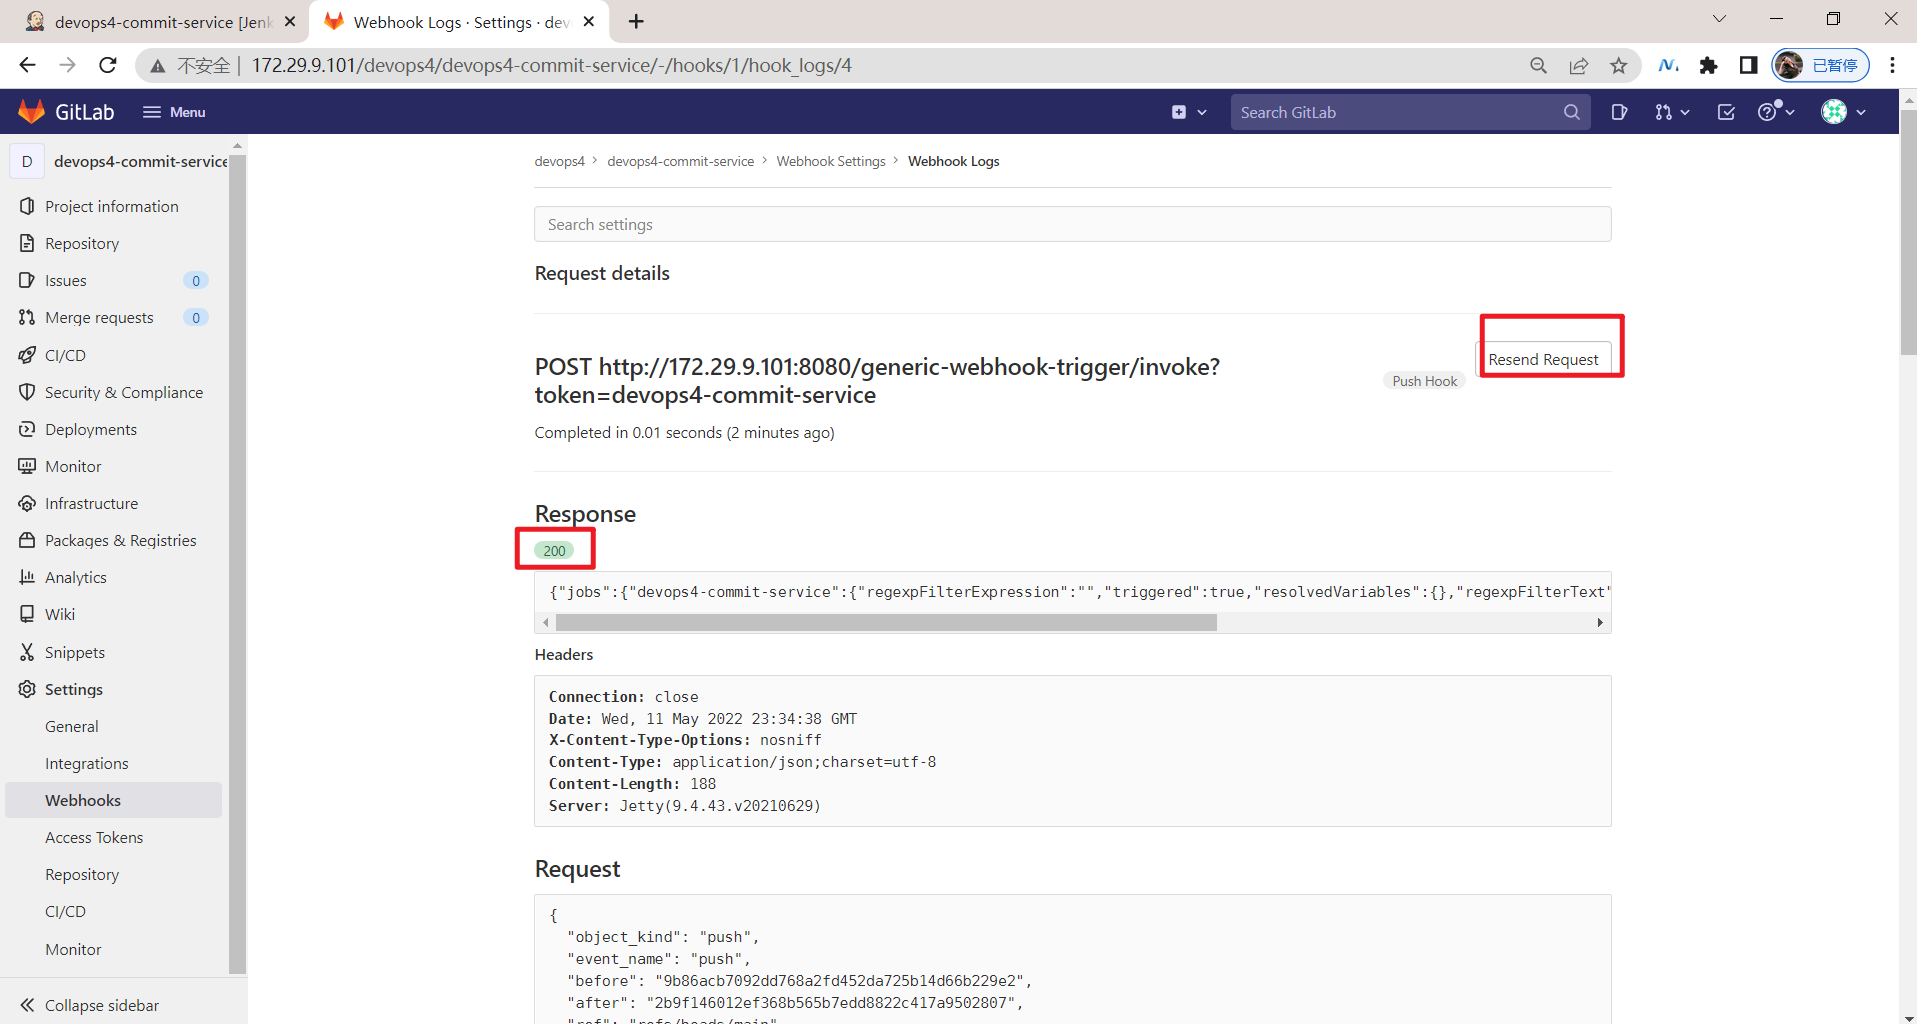 devops4-commit-service [Jenk
Webhook Logs · Settings · dev
不安全 172.29.9.101/devops4/devops4-commit-service/-/hooks/1/hook_logs/4
已暂停
GitLab
Menu
Search GitLab
D devops4-commit-service
Project information
Repository
Issues 0
Merge requests 0
CI/CD
Security & Compliance
Deployments
Monitor
Infrastructure
Packages & Registries
Analytics
Wiki
Snippets
Settings
General
Integrations
Webhooks
Access Tokens
Repository
CI/CD
Monitor
Collapse sidebar
devops4 > devops4-commit-service > Webhook Settings > Webhook Logs
Search settings
Request details
POST http://172.29.9.101:8080/generic-webhook-trigger/invoke?
token=devops4-commit-service
Push Hook
Resend Request
Completed in 0.01 seconds (2 minutes ago)
Response
200
{"jobs":{"devops4-commit-service":{"regexpFilterExpression":"","triggered":true,"resolvedVariables":{},"regexpFilterText"
Headers
Connection: close
Date: Wed, 11 May 2022 23:34:38 GMT
X-Content-Type-Options: nosniff
Content-Type: application/json;charset=utf-8
Content-Length: 188
Server: Jetty(9.4.43.v20210629)
Request
{
"object_kind": "push",
"event_name": "push",
"before": "9b86acb7092dd768a2fd452da725b14d66b229e2",
"after": "2b9f146012ef368b565b7edd8822c417a9502807",
"ref": "refs/heads/main"